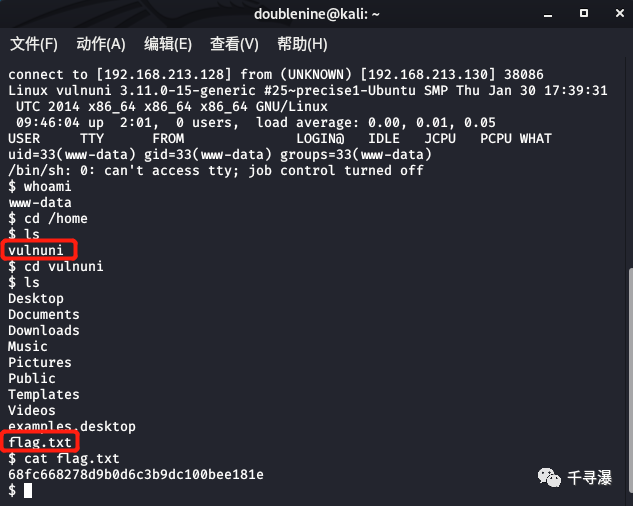 doublenine@kali: ~
文件(F) 动作(A) 编辑(E) 查看(V) 帮助(H)
connect to [192.168.213.128] from (UNKNOWN) [192.168.213.130] 38086
Linux vulnuni 3.11.0-15-generic #25~precise1-Ubuntu SMP Thu Jan 30 17:39:31
UTC 2014 x86_64 x86_64 x86_64 GNU/Linux
09:46:04 up 2:01, 0 users, load average: 0.00, 0.01, 0.05
USER TTY FROM LOGIN@ IDLE JCPU PCPU WHAT
uid=33(www-data) gid=33(www-data) groups=33(www-data)
/bin/sh: 0: can't access tty; job control turned off
$ whoami
www-data
$ cd /home
$ ls
vulnuni
$ cd vulnuni
$ ls
Desktop
Documents
Downloads
Music
Pictures
Public
Templates
Videos
examples.desktop
flag.txt
$ cat flag.txt
68fc668278d9b0d6c3b9dc100bee181e
$
千寻瀑